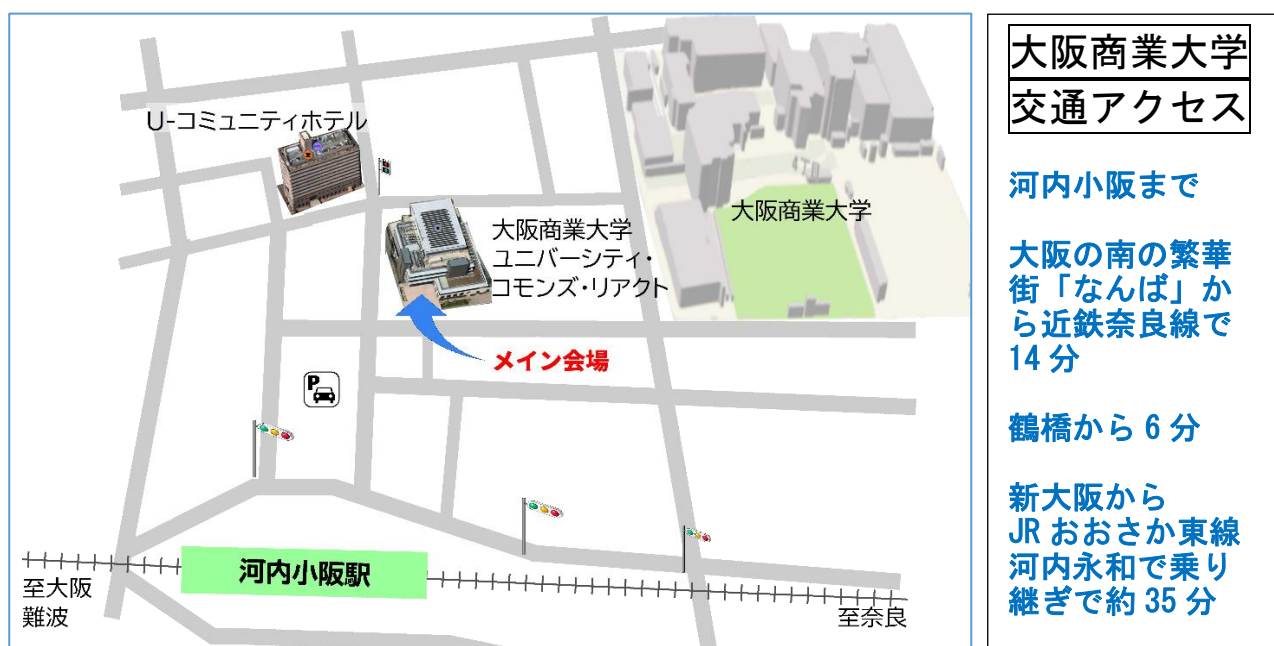 U-コミュニティホテル
大阪商業大学
ユニバーシティ・
コモンズ・リアクト
大阪商業大学
メイン会場
P
河内小阪駅
至大阪
難波
至奈良
大阪商業大学
交通アクセス
河内小阪まで
大阪の南の繁華
街「なんば」か
ら近鉄奈良線で
14分
鶴橋から6分
新大阪から
JRおおさか東線
河内永和で乗り
継ぎで約35分